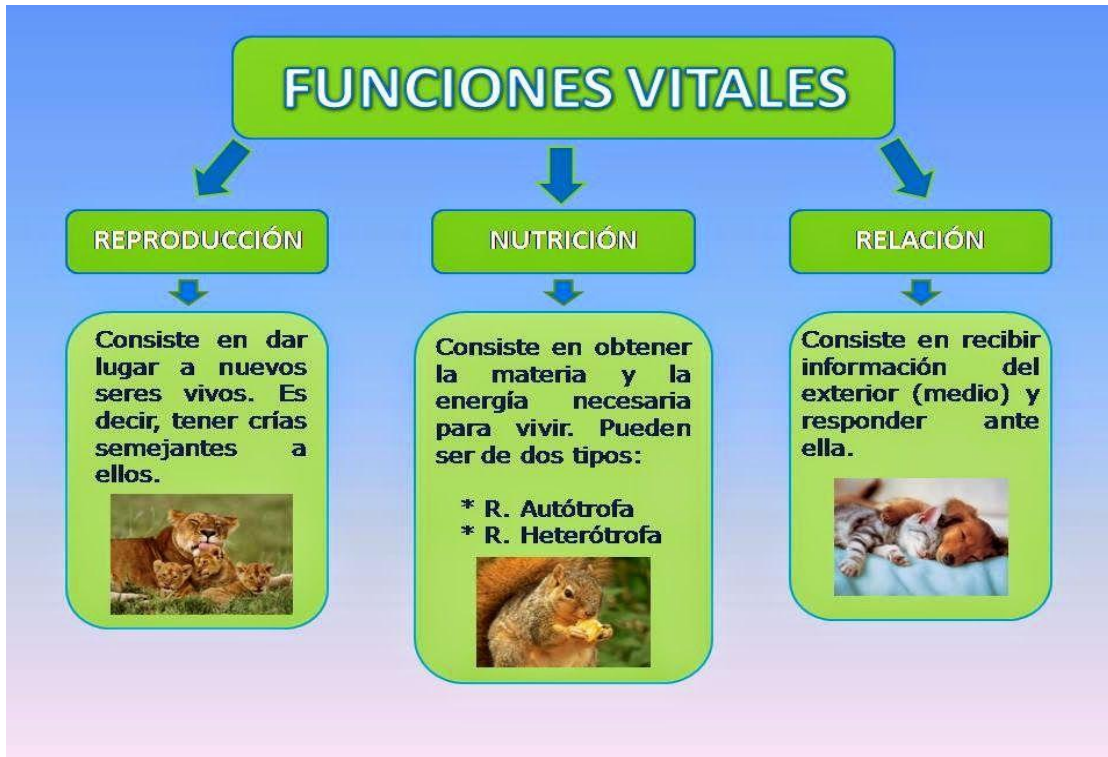 FUNCIONES VITALES
REPRODUCCIÓN
Consiste en dar
lugar a nuevos
seres vivos. Es
decir, tener crías
semejantes a
ellos.
NUTRICIÓN
Consiste en obtener
la materia y la
energía necesaria
para vivir. Pueden
ser de dos tipos:
* R. Autótrofa
* R. Heterótrofa
RELACIÓN
Consiste en recibir
información del
exterior (medio) y
responder ante
ella.